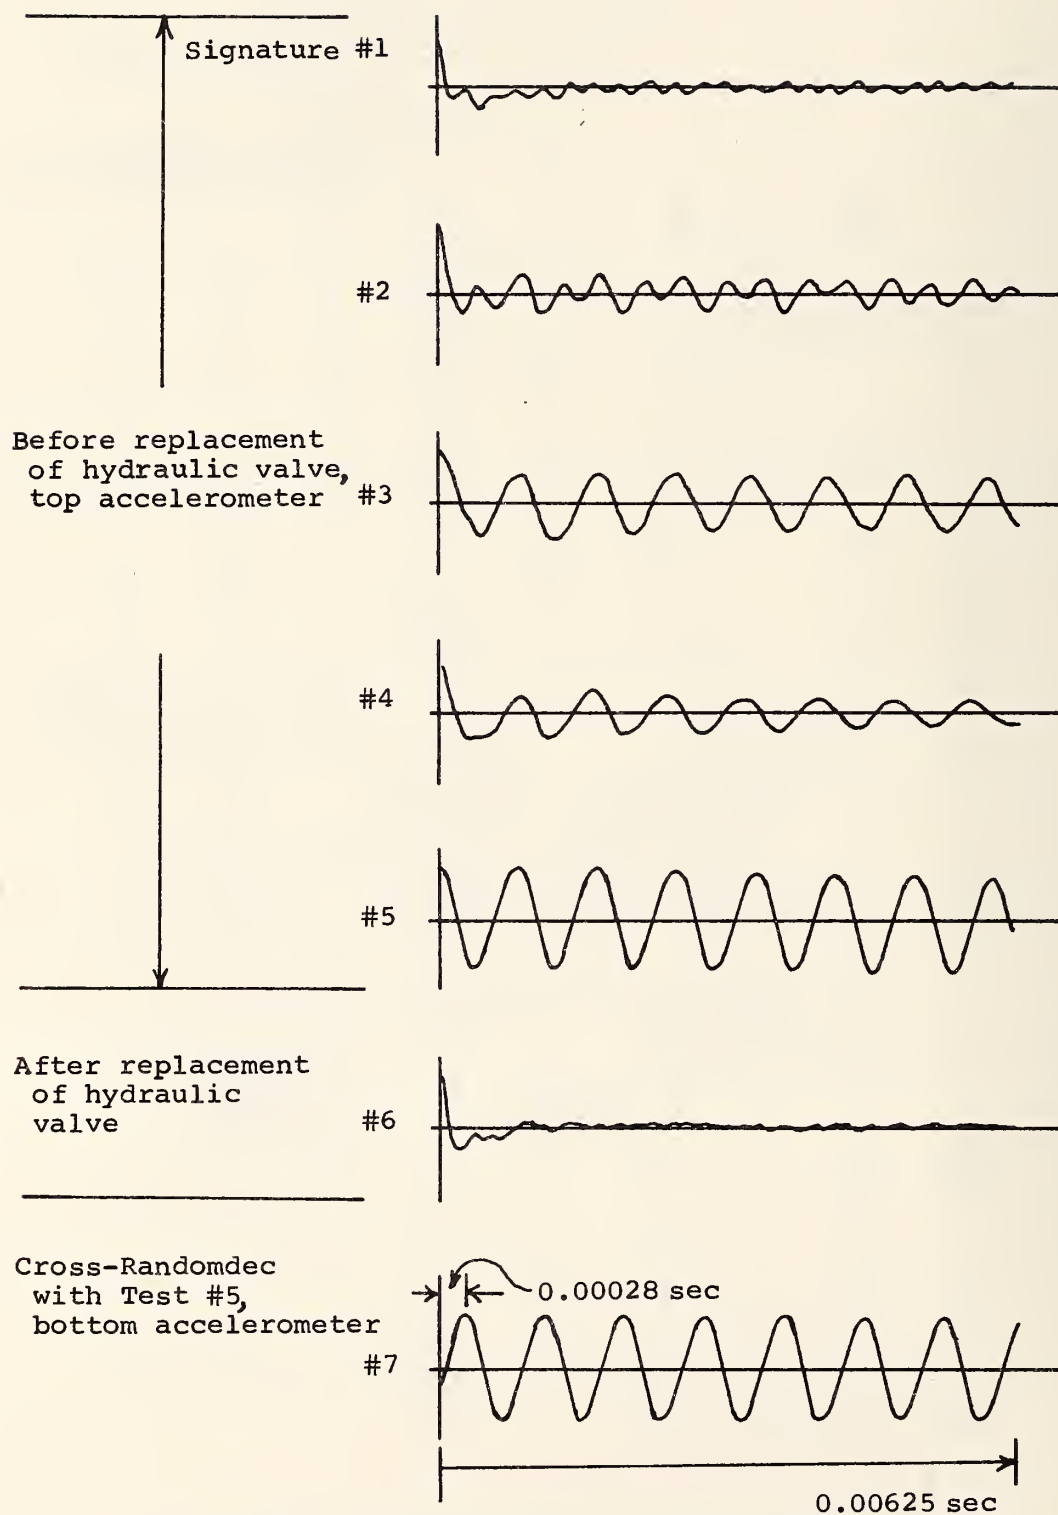 Signature #1
#2
Before replacement
of hydraulic valve,
top accelerometer #3
#4
#5
After replacement
of hydraulic
valve #6
Cross-Randomdec
with Test #5,
bottom accelerometer
0.00028 sec
#7
0.00625 sec